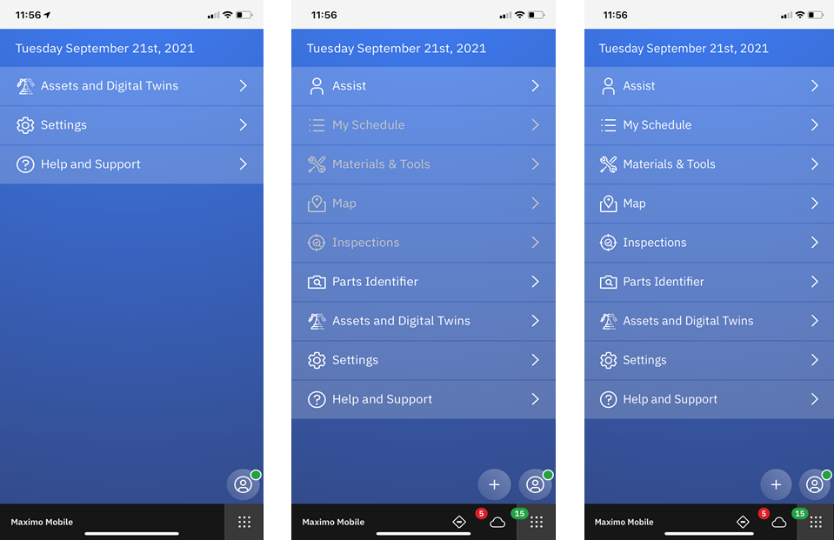 11:56
Tuesday September 21st, 2021
Assets and Digital Twins
Settings
Help and Support
Maximo Mobile
11:56
Tuesday September 21st, 2021
Assist
My Schedule
Materials & Tools
Map
Inspections
Parts Identifier
Assets and Digital Twins
Settings
Help and Support
+
Maximo Mobile
5
15
11:56
Tuesday September 21st, 2021
Assist
My Schedule
Materials & Tools
Map
Inspections
Parts Identifier
Assets and Digital Twins
Settings
Help and Support
+
Maximo Mobile
5
15